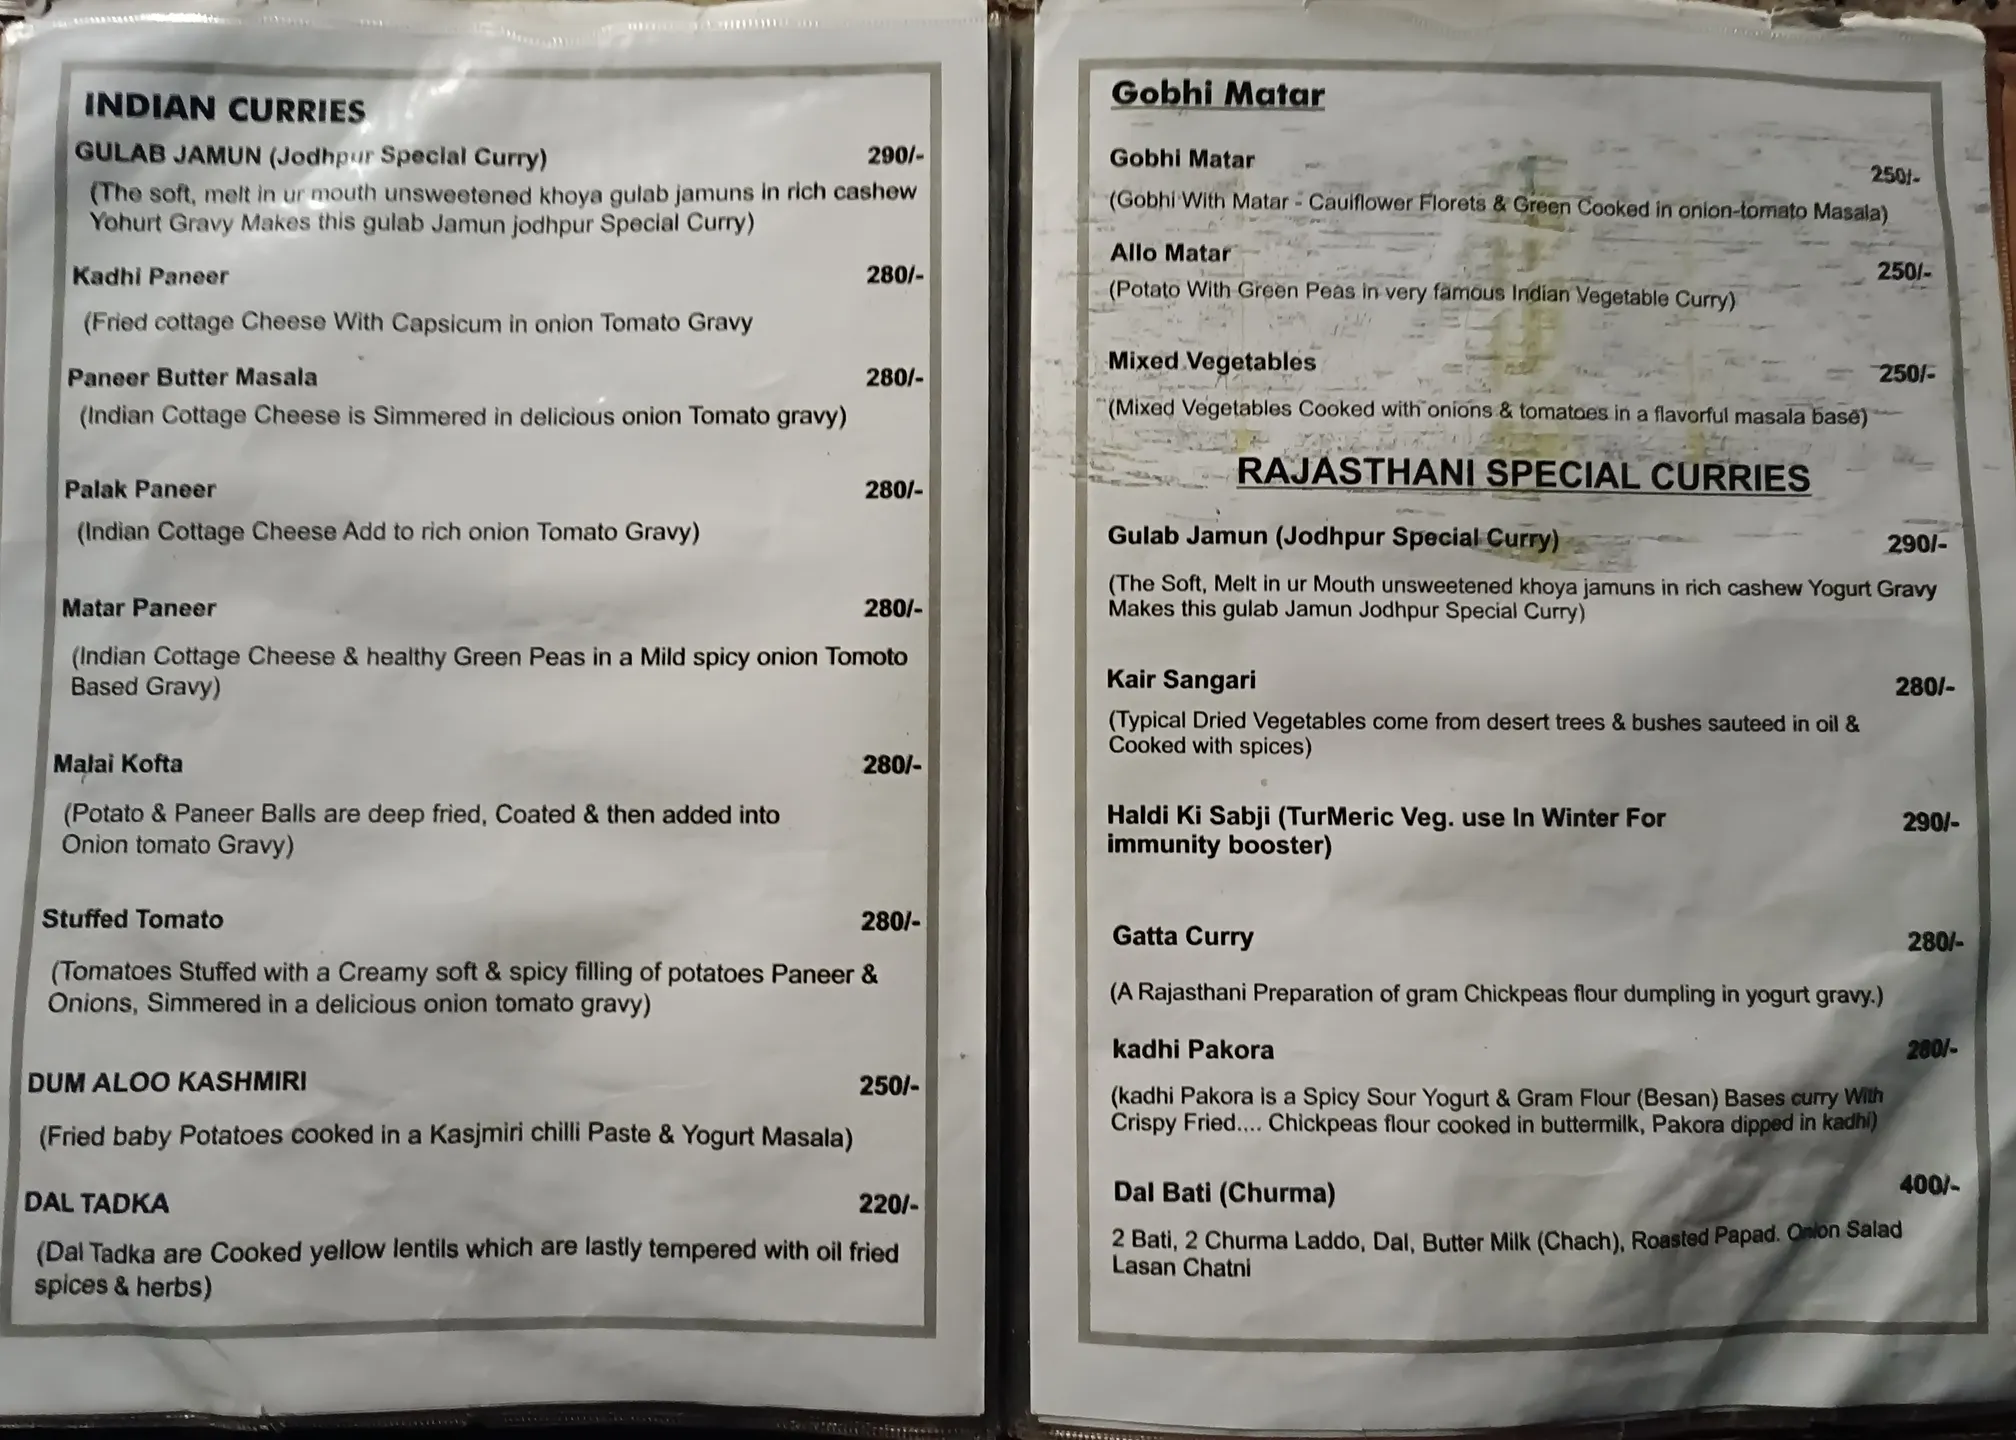 INDIAN CURRIES
GULAB JAMUN (Jodhpur Special Curry) 290/-
(The soft, melt in ur mouth unsweetened khoya gulab jamuns in rich cashew
Yohurt Gravy Makes this gulab Jamun jodhpur Special Curry)
Kadhi Paneer 280/-
(Fried cottage Cheese With Capsicum in onion Tomato Gravy
Paneer Butter Masala 280/-
(Indian Cottage Cheese is Simmered in delicious onion Tomato gravy)
Palak Paneer 280/-
(Indian Cottage Cheese Add to rich onion Tomato Gravy)
Matar Paneer 280/-
(Indian Cottage Cheese & healthy Green Peas in a Mild spicy onion Tomoto
Based Gravy)
Malai Kofta 280/-
(Potato & Paneer Balls are deep fried, Coated & then added into
Onion tomato Gravy)
Stuffed Tomato 280/-
(Tomatoes Stuffed with a Creamy soft & spicy filling of potatoes Paneer &
Onions, Simmered in a delicious onion tomato gravy)
DUM ALOO KASHMIRI 250/-
(Fried baby Potatoes cooked in a Kasjmiri chilli Paste & Yogurt Masala)
DAL TADKA 220/-
(Dal Tadka are Cooked yellow lentils which are lastly tempered with oil fried
spices & herbs)
Gobhi Matar
Gobhi Matar 250/-
(Gobhi With Matar - Cauiflower Florets & Green Cooked in onion-tomato Masala)
Allo Matar 250/-
(Potato With Green Peas in very famous Indian Vegetable Curry)
Mixed Vegetables 250/-
(Mixed Vegetables Cooked with onions & tomatoes in a flavorful masala base)
RAJASTHANI SPECIAL CURRIES
Gulab Jamun (Jodhpur Special Curry) 290/-
(The Soft, Melt in ur Mouth unsweetened khoya jamuns in rich cashew Yogurt Gravy
Makes this gulab Jamun Jodhpur Special Curry)
Kair Sangari 280/-
(Typical Dried Vegetables come from desert trees & bushes sauteed in oil &
Cooked with spices)
Haldi Ki Sabji (TurMeric Veg. use In Winter For 290/-
immunity booster)
Gatta Curry 280/-
(A Rajasthani Preparation of gram Chickpeas flour dumpling in yogurt gravy.)
kadhi Pakora 280/-
(kadhi Pakora is a Spicy Sour Yogurt & Gram Flour (Besan) Bases curry With
Crispy Fried.... Chickpeas flour cooked in buttermilk, Pakora dipped in kadhi)
Dal Bati (Churma) 400/-
2 Bati, 2 Churma Laddo, Dal, Butter Milk (Chach), Roasted Papad. Onion Salad
Lasan Chatni